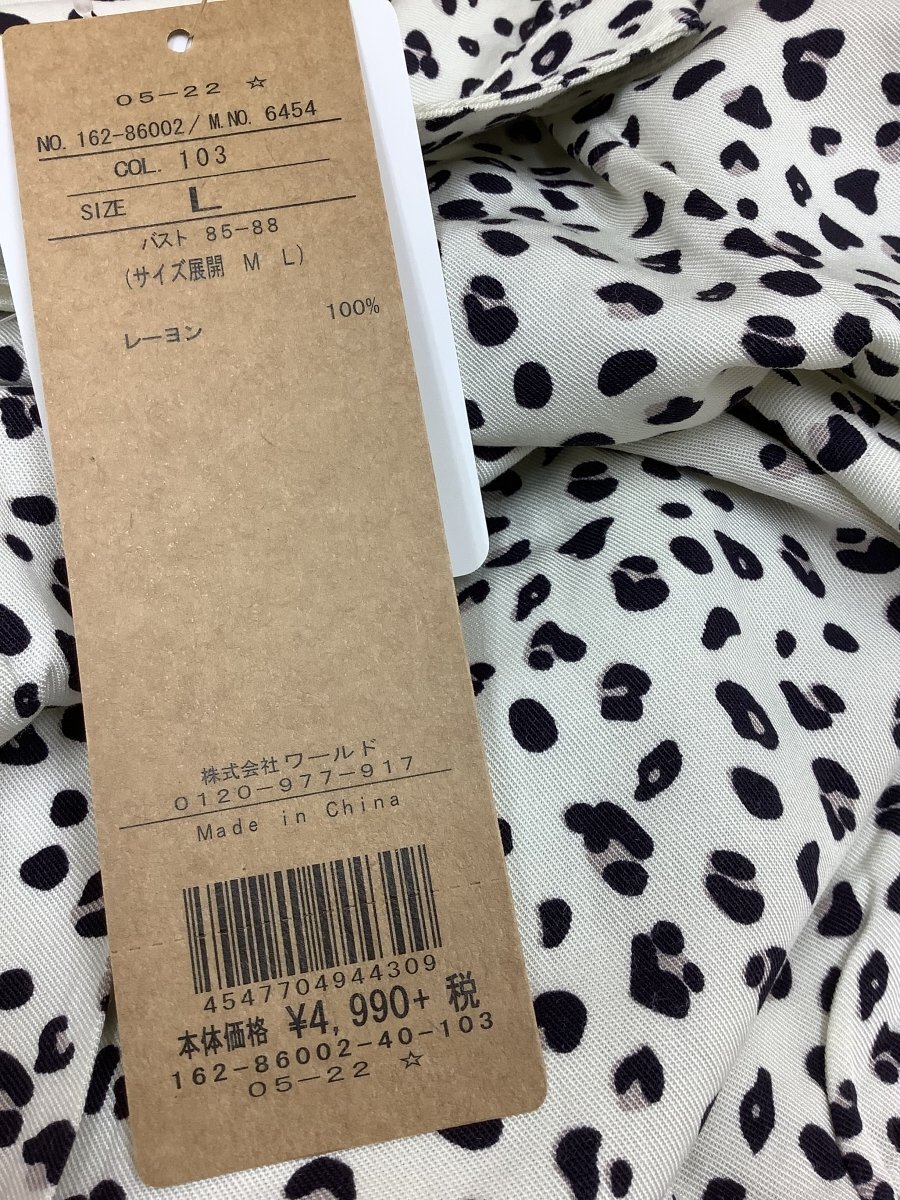 05-22 ☆
NO. 162-86002/M.NO. 6454
COL. 103
SIZE L
バスト 85-88
(サイズ展開 M L)
レーヨン 100%
株式会社ワールド
0120-977-917
Made in China
4547704944309
本体価格 ¥4,990+ 税
162-86002-40-103
05-22 ☆